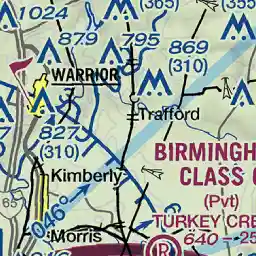 1024
879
795
869
(310)
WARRIOR
Trafford
827
(310)
BIRMINGH
CLASS
Kimberly
(Pvt)
046°
TURKEY CRE
Morris
R
640 - 25